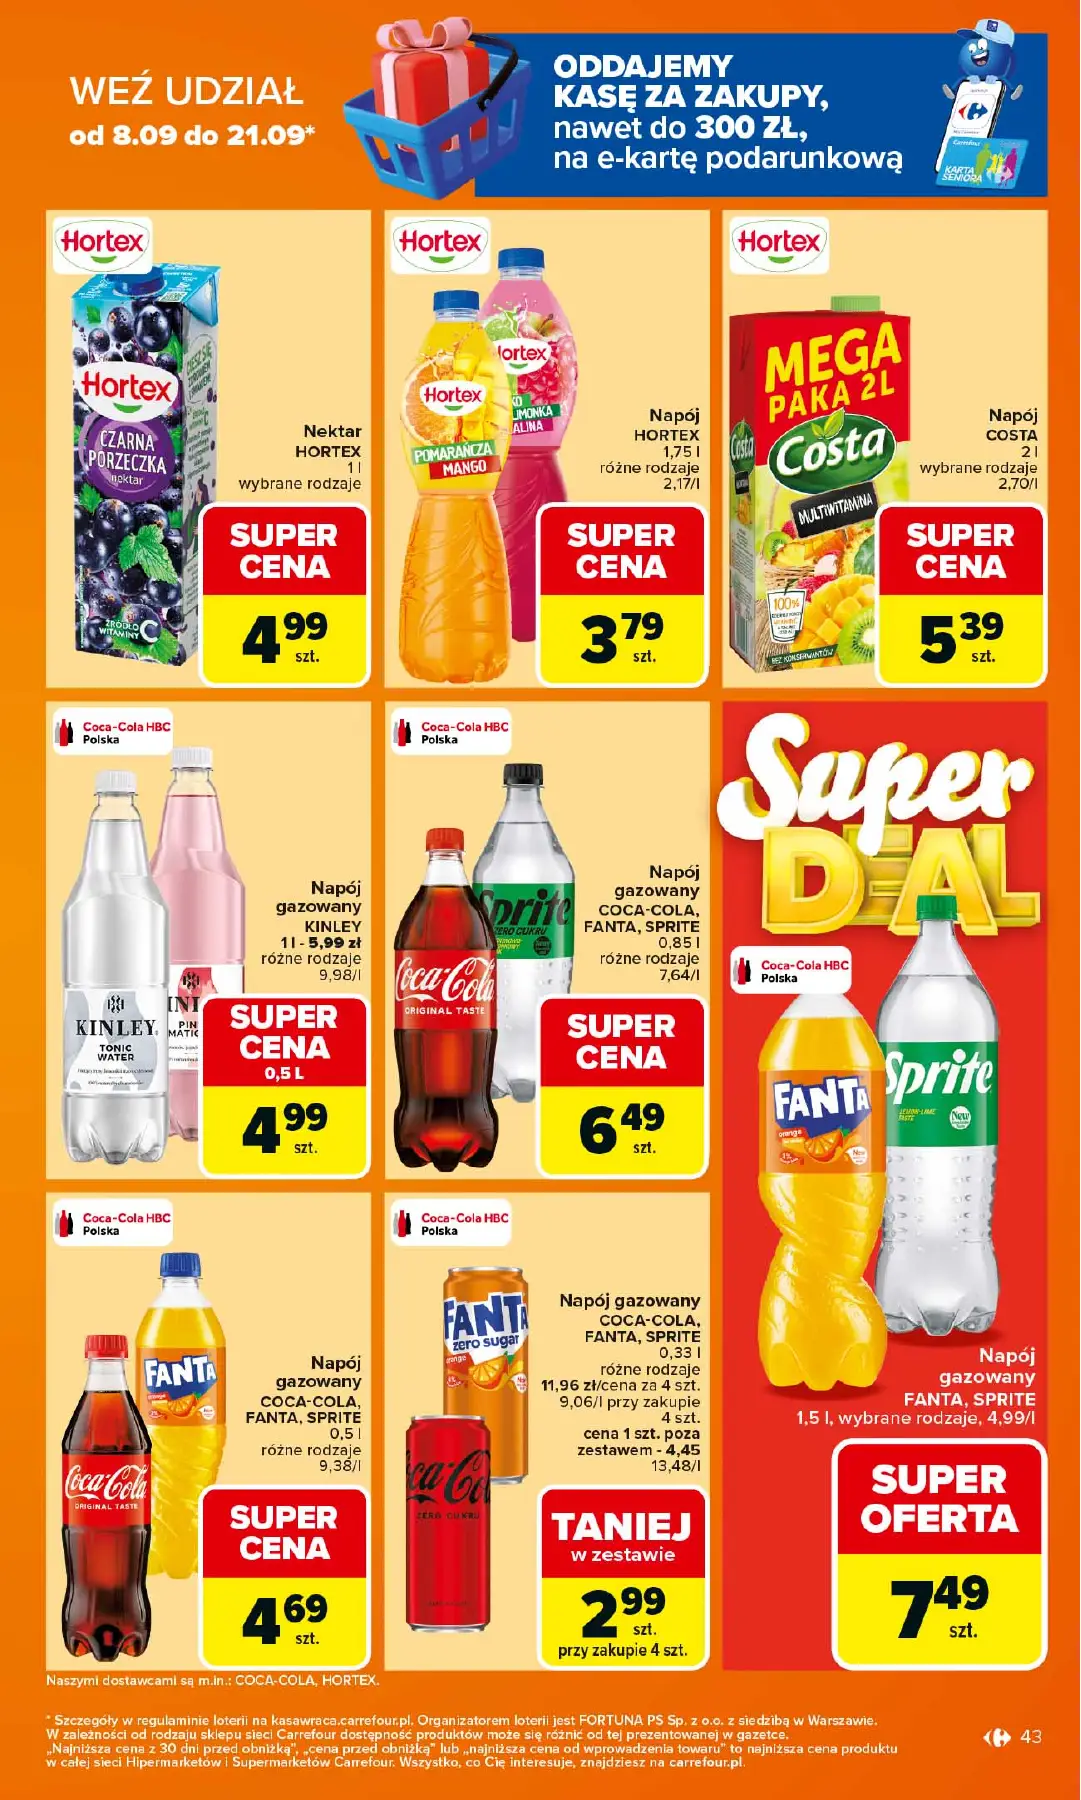 WEŹ UDZIAŁ
od 8.09 do 21.09*
ODDAJEMY
KASĘ ZA ZAKUPY,
nawet do 300 ZŁ,
na e-kartę podarunkową
Carrefour
KARTA
SENIORA
Hortex
Hortex
CZARNA
PORZECZKA
nektar
ŹRÓDŁO
WITAMINY C
Nektar
HORTEX
1 l
wybrane rodzaje
SUPER
CENA
4 99
szt.
Hortex
Hortex
POMARAŃCZA
MANGO
Hortex
LIMONKA
Napój
HORTEX
1,75 l
różne rodzaje
2,17/l
SUPER
CENA
3 79
szt.
Hortex
MEGA
PAKA 2L
Costa
Costa
MULTIWITAMINA
100%
BEZ KONSERWANTÓW
Napój
COSTA
2 l
wybrane rodzaje
2,70/l
SUPER
CENA
5 39
szt.
Coca-Cola HBC
Polska
KINLEY
TONIC
WATER
Napój
gazowany
KINLEY
1 l - 5,99 zł
różne rodzaje
9,98/l
SUPER
CENA
0,5 L
4 99
szt.
Coca-Cola HBC
Polska
Coca-Cola
ORIGINAL TASTE
Sprite
ZERO CUKRU
Napój
gazowany
COCA-COLA,
FANTA, SPRITE
0,85 l
różne rodzaje
7,64/l
SUPER
CENA
6 49
szt.
Super
DEAL
Coca-Cola HBC
Polska
FANTA
orange
Sprite
LEMON-LIME
TASTE
New
Napój
gazowany
FANTA, SPRITE
1,5 l, wybrane rodzaje, 4,99/l
SUPER
OFERTA
7 49
szt.
Coca-Cola HBC
Polska
Coca-Cola
ORIGINAL TASTE
FANTA
Napój
gazowany
COCA-COLA,
FANTA, SPRITE
0,5 l
różne rodzaje
9,38/l
SUPER
CENA
4 69
szt.
Coca-Cola HBC
Polska
FANTA
zero sugar
orange
ZERO CUKRU
Napój gazowany
COCA-COLA,
FANTA, SPRITE
0,33 l
różne rodzaje
11,96 zł/cena za 4 szt.
9,06/l przy zakupie
4 szt.
cena 1 szt. poza
zestawem - 4,45
13,48/l
TANIEJ
w zestawie
2 99
szt.
przy zakupie 4 szt.
Naszymi dostawcami są m.in.: COCA-COLA, HORTEX.
* Szczegóły w regulaminie loterii na kasawraca.carrefour.pl. Organizatorem loterii jest FORTUNA PS Sp. z o.o. z siedzibą w Warszawie.
W zależności od rodzaju sklepu sieci Carrefour dostępność produktów może się różnić od tej prezentowanej w gazetce.
„Najniższa cena z 30 dni przed obniżką”, „cena przed obniżką” lub „najniższa cena od wprowadzenia towaru” to najniższa cena produktu
w całej sieci Hipermarketów i Supermarketów Carrefour. Wszystko, co Cię interesuje, znajdziesz na carrefour.pl.
43